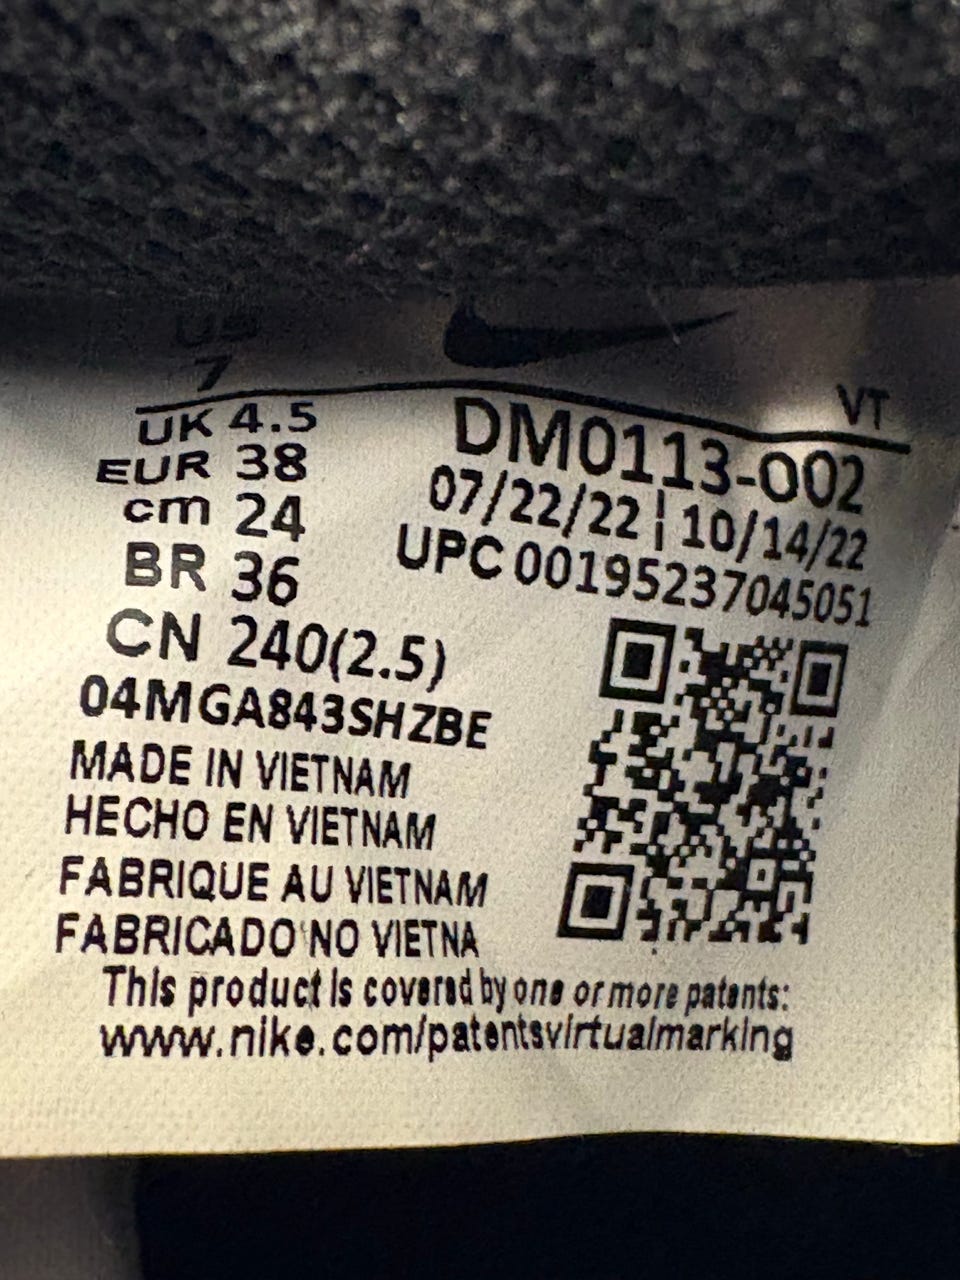 US
7
VT
UK 4.5
EUR 38
cm 24
BR 36
CN 240(2.5)
DM0113-002
07/22/22 ¦ 10/14/22
UPC 00195237045051
04MGA843SHZBE
MADE IN VIETNAM
HECHO EN VIETNAM
FABRIQUE AU VIETNAM
FABRICADO NO VIETNA
This product is covered by one or more patents:
www.nike.com/patentsvirtualmarking